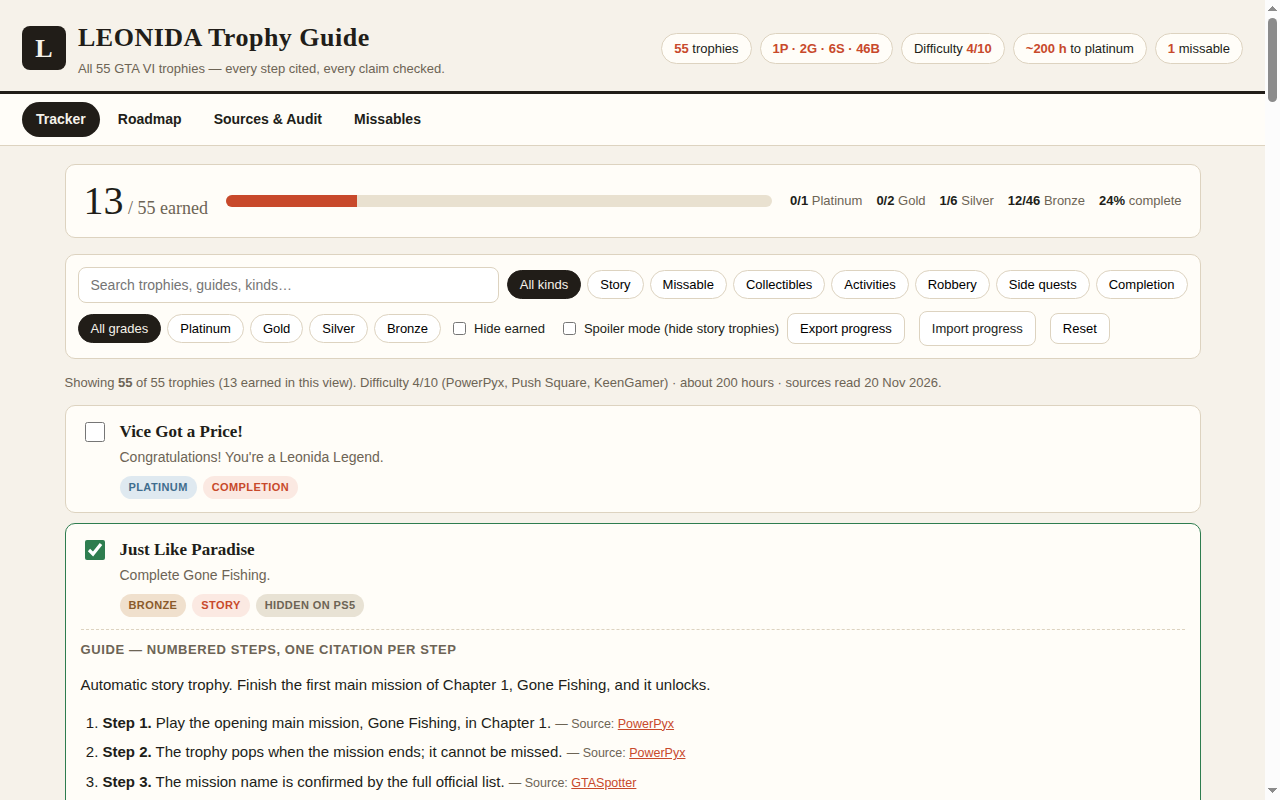 L
LEONIDA Trophy Guide
All 55 GTA VI trophies — every step cited, every claim checked.
55 trophies
1P · 2G · 6S · 46B
Difficulty 4/10
~200 h to platinum
1 missable
Tracker
Roadmap
Sources & Audit
Missables
13 / 55 earned
0/1 Platinum
0/2 Gold
1/6 Silver
12/46 Bronze
24% complete
Search trophies, guides, kinds…
All kinds
Story
Missable
Collectibles
Activities
Robbery
Side quests
Completion
All grades
Platinum
Gold
Silver
Bronze
Hide earned
Spoiler mode (hide story trophies)
Export progress
Import progress
Reset
Showing 55 of 55 trophies (13 earned in this view). Difficulty 4/10 (PowerPyx, Push Square, KeenGamer) · about 200 hours · sources read 20 Nov 2026.
Vice Got a Price!
Congratulations! You're a Leonida Legend.
PLATINUM
COMPLETION
Just Like Paradise
Complete Gone Fishing.
BRONZE
STORY
HIDDEN ON PS5
GUIDE — NUMBERED STEPS, ONE CITATION PER STEP
Automatic story trophy. Finish the first main mission of Chapter 1, Gone Fishing, and it unlocks.
1. Step 1. Play the opening main mission, Gone Fishing, in Chapter 1. — Source: PowerPyx
2. Step 2. The trophy pops when the mission ends; it cannot be missed. — Source: PowerPyx
3. Step 3. The mission name is confirmed by the full official list. — Source: GTASpotter